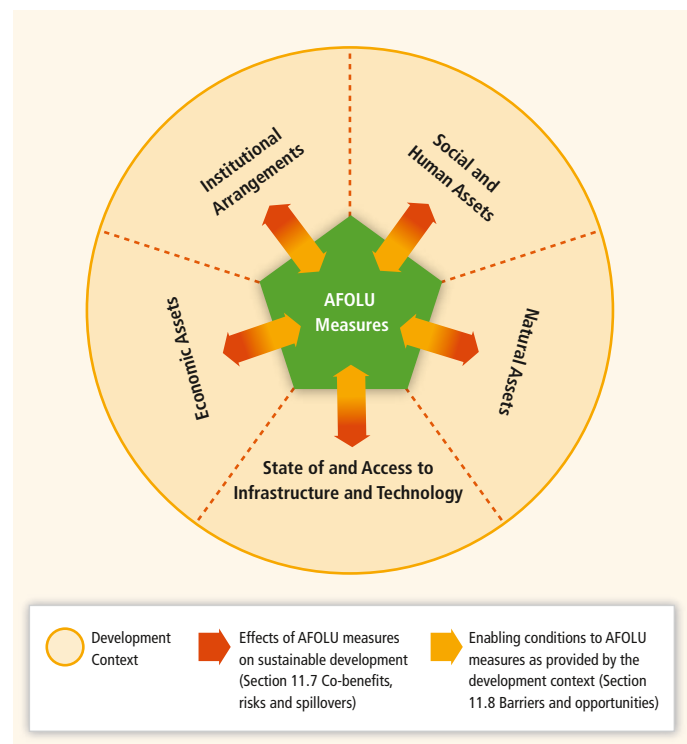 Institutional
Arrangements
Social and
Human Assets
AFOLU
Measures
Economic Assets
Natural Assets
State of and Access to
Infrastructure and Technology
Development
Context
Effects of AFOLU measures
on sustainable development
(Section 11.7 Co-benefits,
risks and spillovers)
Enabling conditions to AFOLU
measures as provided by the
development context (Section
11.8 Barriers and opportunities)